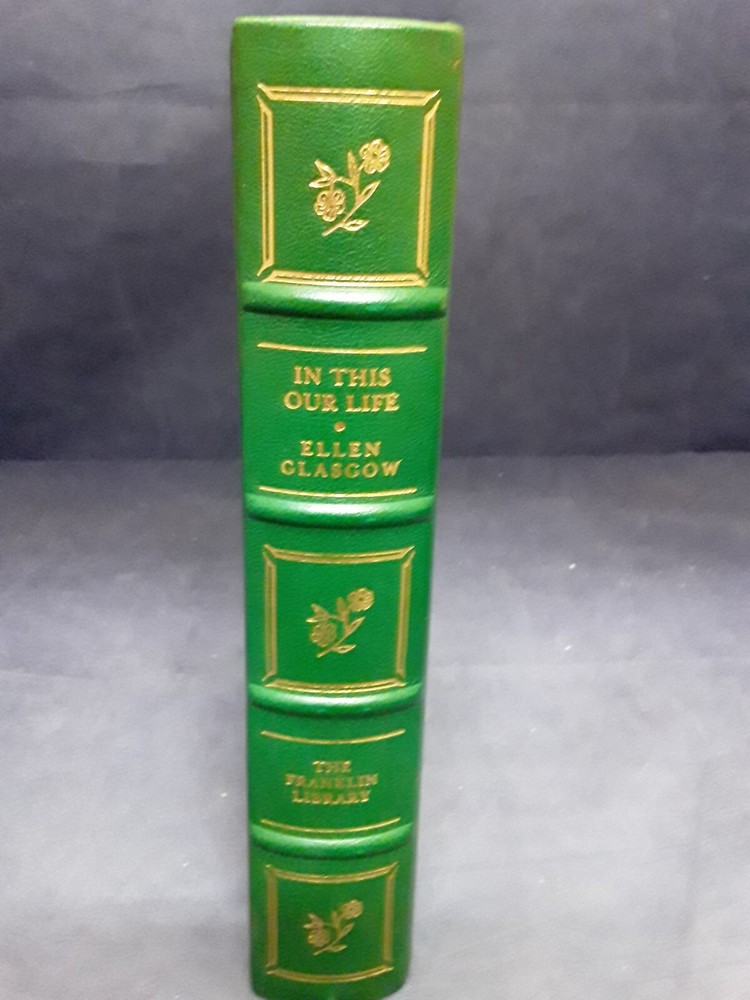 IN THIS
OUR LIFE
•
ELLEN
GLASGOW
THE
FRANKLIN
LIBRARY